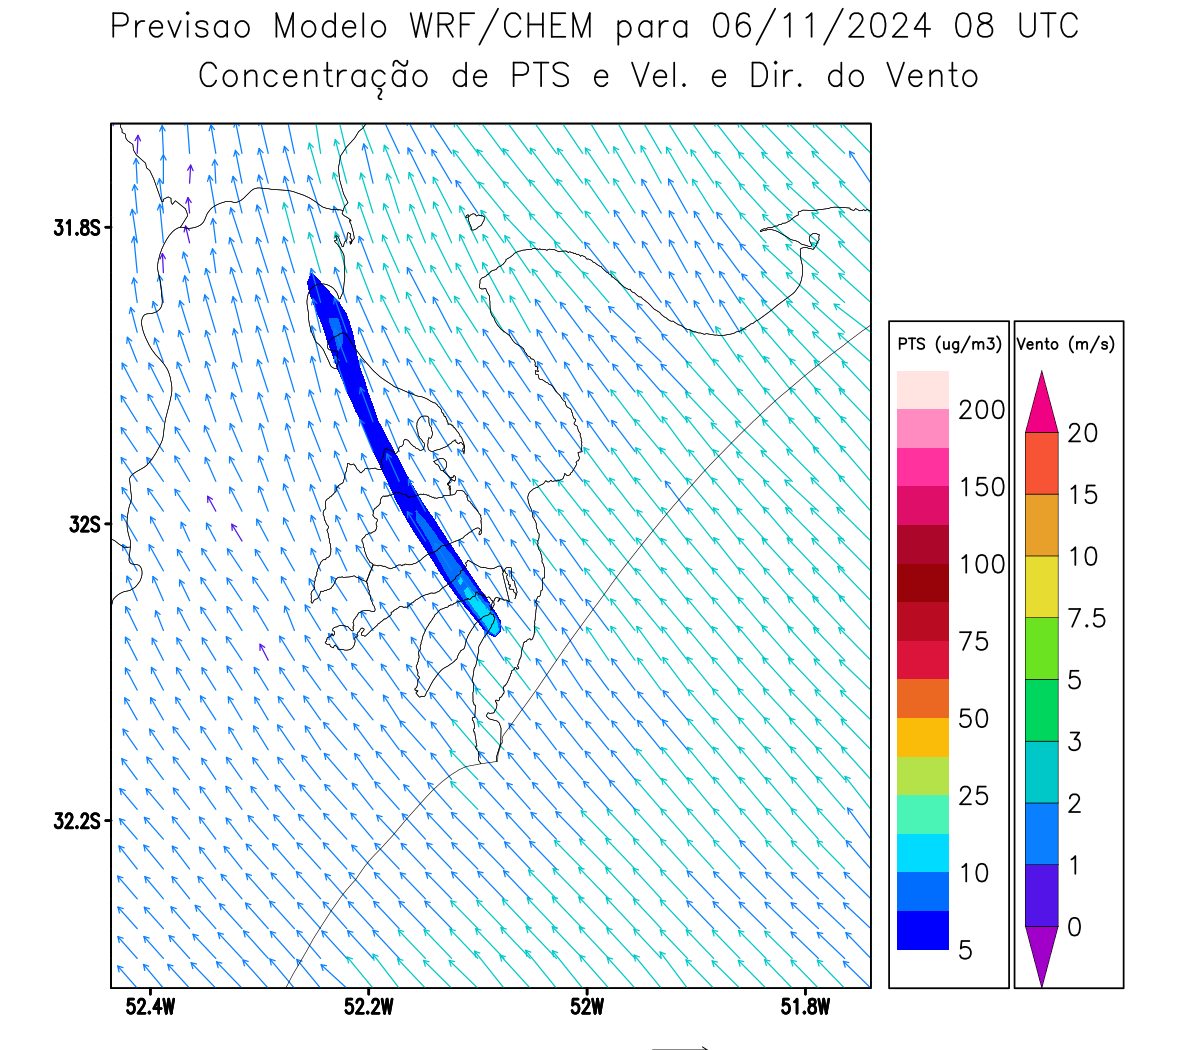 Previsao Modelo WRF/CHEM para 06/11/2024 08 UTC
Concentração de PTS e Vel. e Dir. do Vento
31.8S
32S
32.2S
52.4W
52.2W
52W
51.8W
PTS (ug/m3)
200
150
100
75
50
25
10
5
Vento (m/s)
20
15
10
7.5
5
3
2
1
0